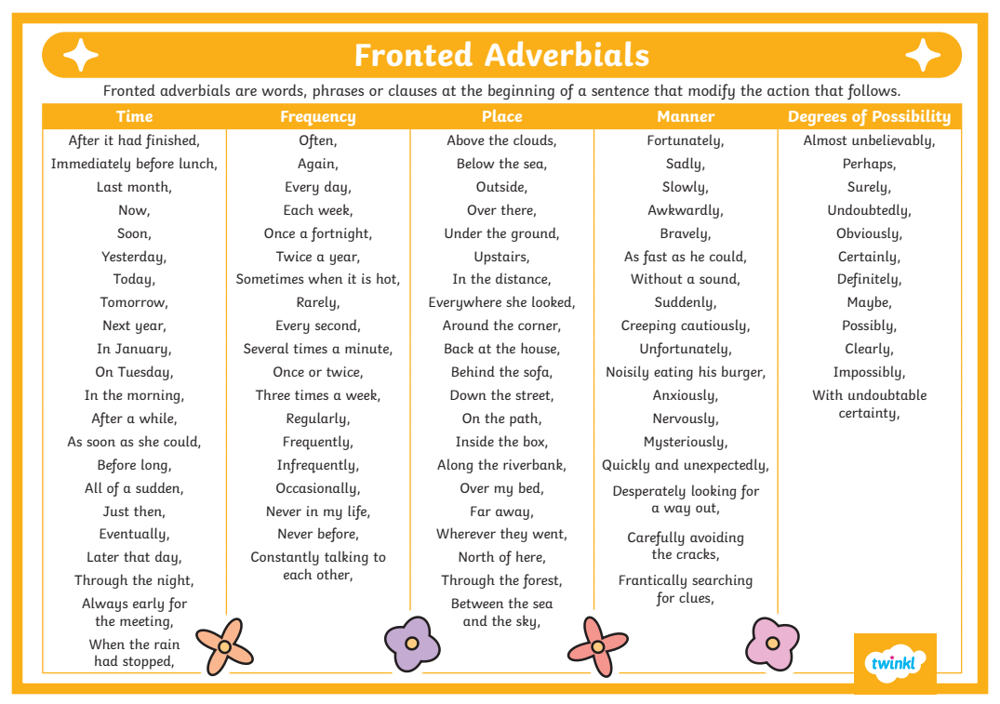 Fronted Adverbials
Fronted adverbials are words, phrases or clauses at the beginning of a sentence that modify the action that follows.
Time
After it had finished,
Immediately before lunch,
Last month,
Now,
Soon,
Yesterday,
Today,
Tomorrow,
Next year,
In January,
On Tuesday,
In the morning,
After a while,
As soon as she could,
Before long,
All of a sudden,
Just then,
Eventually,
Later that day,
Through the night,
Always early for
the meeting,
When the rain
had stopped,
Frequency
Often,
Again,
Every day,
Each week,
Once a fortnight,
Twice a year,
Sometimes when it is hot,
Rarely,
Every second,
Several times a minute,
Once or twice,
Three times a week,
Regularly,
Frequently,
Infrequently,
Occasionally,
Never in my life,
Never before,
Constantly talking to
each other,
Place
Above the clouds,
Below the sea,
Outside,
Over there,
Under the ground,
Upstairs,
In the distance,
Everywhere she looked,
Around the corner,
Back at the house,
Behind the sofa,
Down the street,
On the path,
Inside the box,
Along the riverbank,
Over my bed,
Far away,
Wherever they went,
North of here,
Through the forest,
Between the sea
and the sky,
Manner
Fortunately,
Sadly,
Slowly,
Awkwardly,
Bravely,
As fast as he could,
Without a sound,
Suddenly,
Creeping cautiously,
Unfortunately,
Noisily eating his burger,
Anxiously,
Nervously,
Mysteriously,
Quickly and unexpectedly,
Desperately looking for
a way out,
Carefully avoiding
the cracks,
Frantically searching
for clues,
Degrees of Possibility
Almost unbelievably,
Perhaps,
Surely,
Undoubtedly,
Obviously,
Certainly,
Definitely,
Maybe,
Possibly,
Clearly,
Impossibly,
With undoubtable
certainty,
twinkl